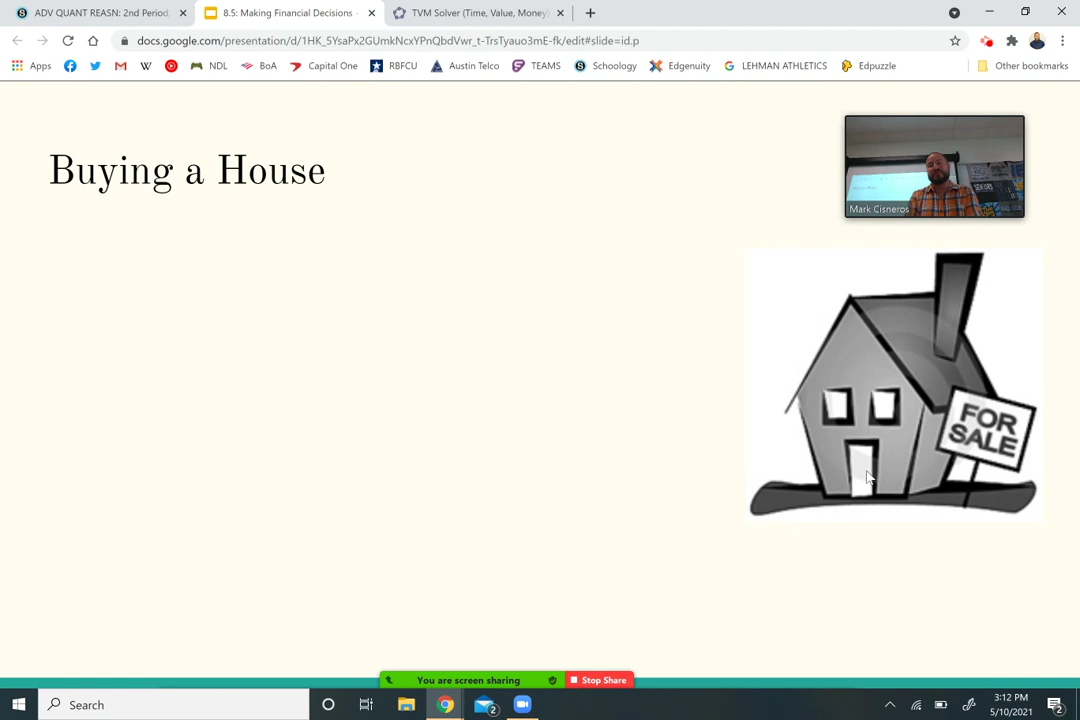 ADV QUANT REASN: 2nd Period,
8.5: Making Financial Decisions -
TVM Solver (Time, Value, Money)
docs.google.com/presentation/d/1HK_5YsaPx2GUmkNcxYPnQbdVwr_t-TrsTyauo3mE-fk/edit#slide=id.p
Apps
NDL
BoA
Capital One
RBFCU
Austin Telco
TEAMS
Schoology
Edgenuity
LEHMAN ATHLETICS
Edpuzzle
Other bookmarks
Buying a House
SENIORS
Mark Cisneros
FOR
SALE
You are screen sharing
Stop Share
Search
2
3:12 PM
5/10/2021
2